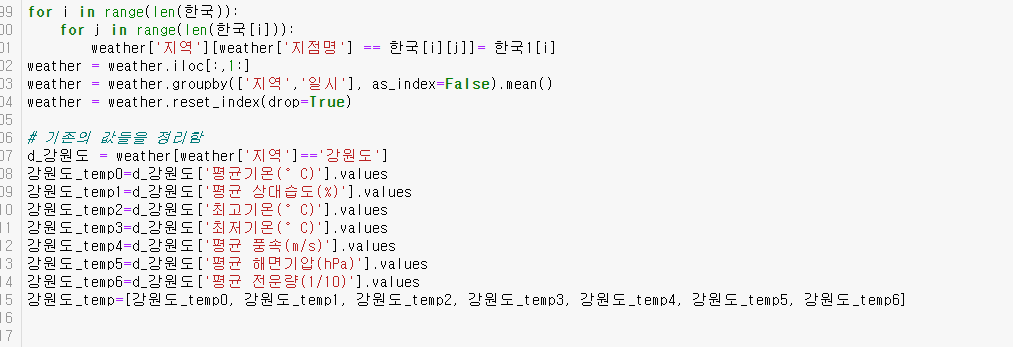 99 for i in range(len(한국)):
00     for j in range(len(한국[i])):
01         weather['지역'][weather['지점명'] == 한국[i][j]]= 한국1[i]
02 weather = weather.iloc[:,1:]
03 weather = weather.groupby(['지역','일시'], as_index=False).mean()
04 weather = weather.reset_index(drop=True)
05
06 # 기존의 값들을 정리함
07 d_강원도 = weather[weather['지역']=='강원도']
08 강원도_temp0=d_강원도['평균기온(°C)'].values
09 강원도_temp1=d_강원도['평균 상대습도(%)'].values
10 강원도_temp2=d_강원도['최고기온(°C)'].values
11 강원도_temp3=d_강원도['최저기온(°C)'].values
12 강원도_temp4=d_강원도['평균 풍속(m/s)'].values
13 강원도_temp5=d_강원도['평균 해면기압(hPa)'].values
14 강원도_temp6=d_강원도['평균 전운량(1/10)'].values
15 강원도_temp=[강원도_temp0, 강원도_temp1, 강원도_temp2, 강원도_temp3, 강원도_temp4, 강원도_temp5, 강원도_temp6]
16
17